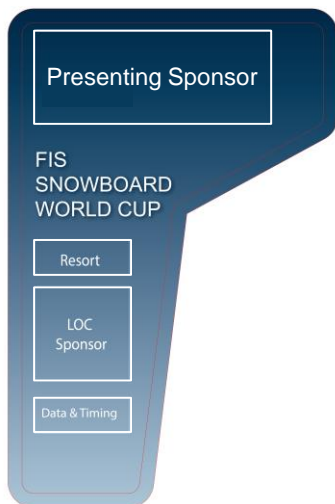 Presenting Sponsor
FIS
SNOWBOARD
WORLD CUP
Resort
LOC
Sponsor
Data & Timing